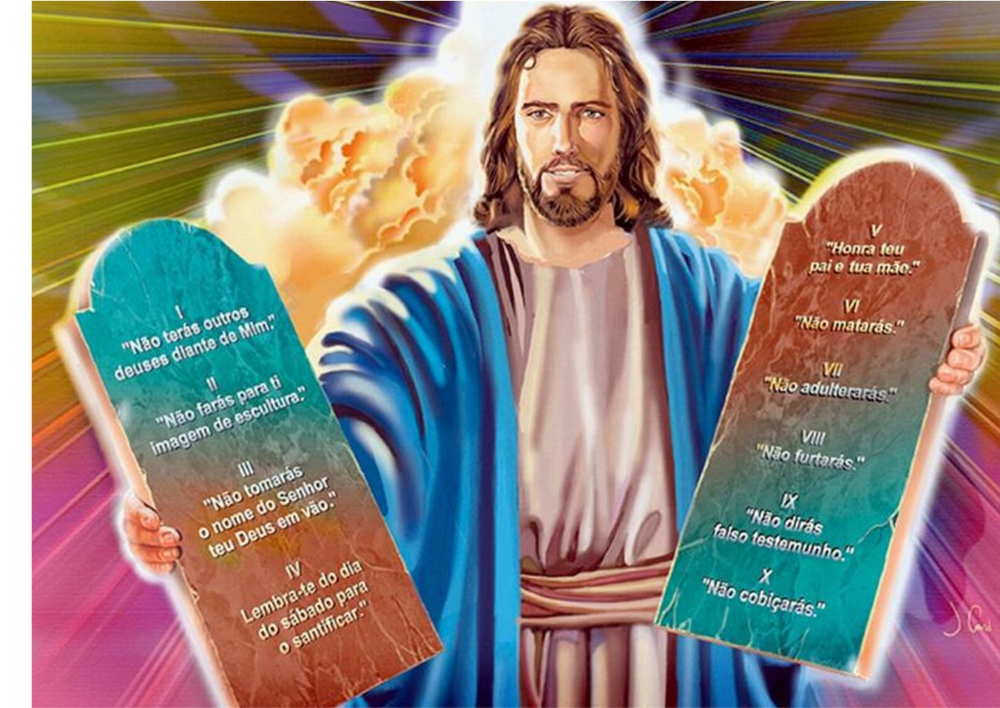 I
"Não terás outros
deuses diante de Mim."
II
"Não farás para ti
imagem de escultura."
III
"Não tomarás
o nome do Senhor
teu Deus em vão."
IV
Lembra-te do dia
do sábado para
o santificar."
V
"Honra teu
pai e tua mãe."
VI
"Não matarás."
VII
"Não adulterarás."
VIII
"Não furtarás."
IX
"Não dirás
falso testemunho."
X
"Não cobiçarás."